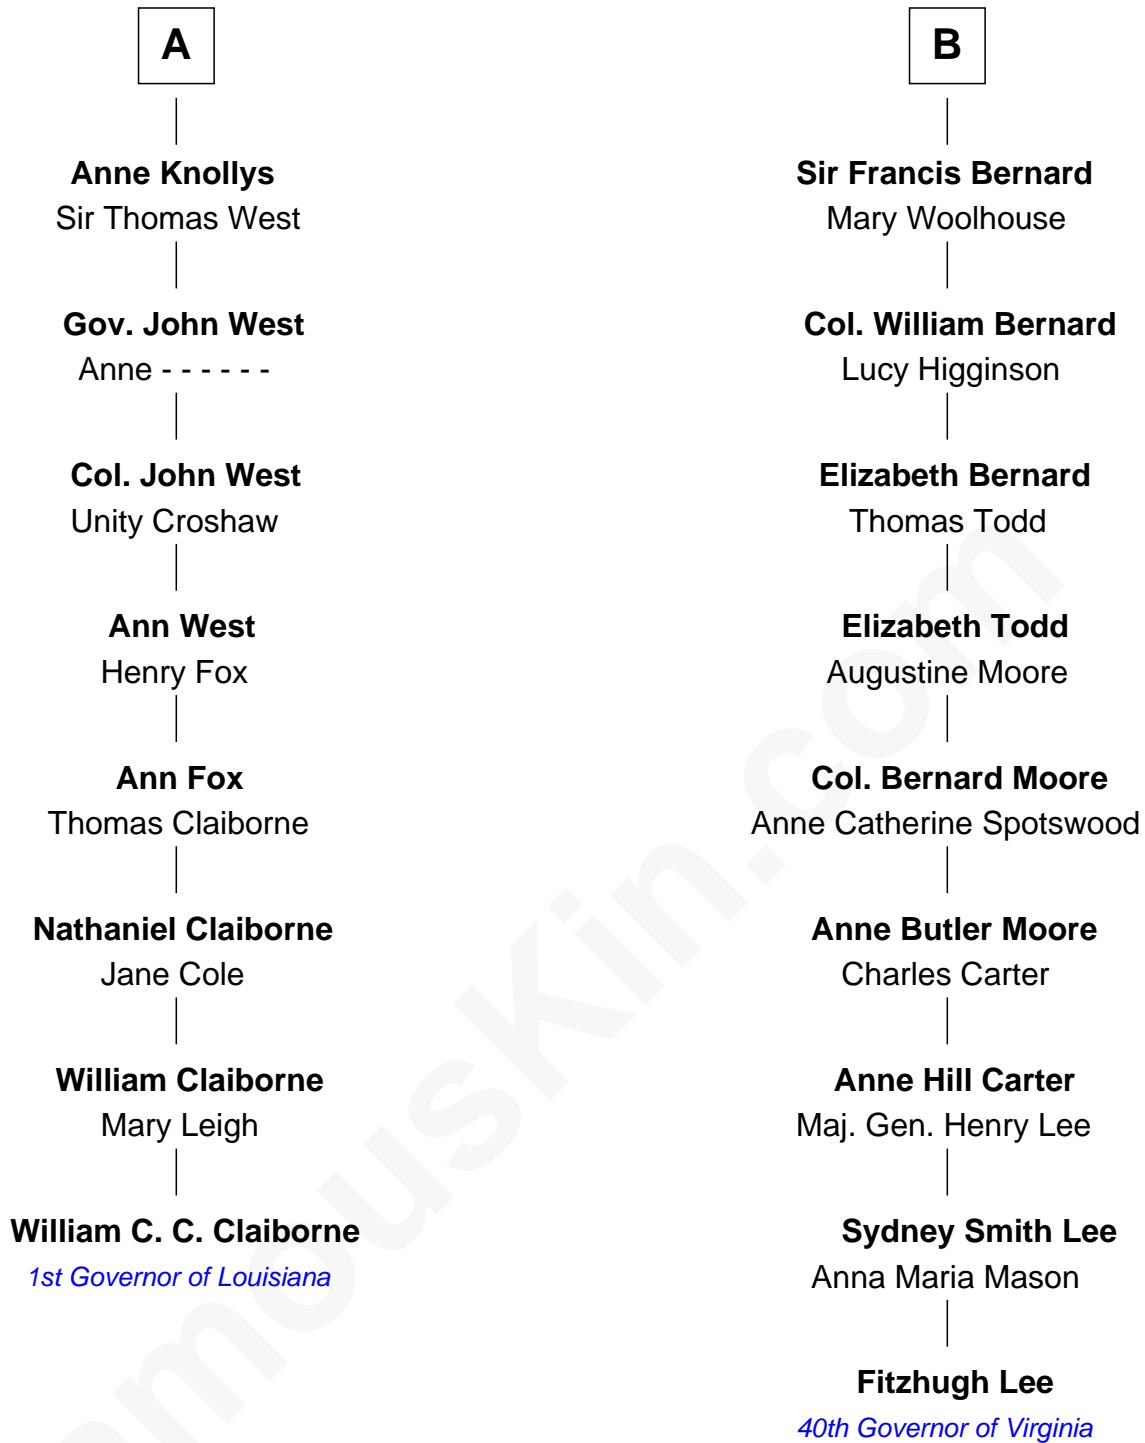 A
Anne Knollys
Sir Thomas West
Gov. John West
Anne - - - - - -
Col. John West
Unity Croshaw
Ann West
Henry Fox
Ann Fox
Thomas Claiborne
Nathaniel Claiborne
Jane Cole
William Claiborne
Mary Leigh
William C. C. Claiborne
1st Governor of Louisiana
B
Sir Francis Bernard
Mary Woolhouse
Col. William Bernard
Lucy Higginson
Elizabeth Bernard
Thomas Todd
Elizabeth Todd
Augustine Moore
Col. Bernard Moore
Anne Catherine Spotswood
Anne Butler Moore
Charles Carter
Anne Hill Carter
Maj. Gen. Henry Lee
Sydney Smith Lee
Anna Maria Mason
Fitzhugh Lee
40th Governor of Virginia
amousKin.com